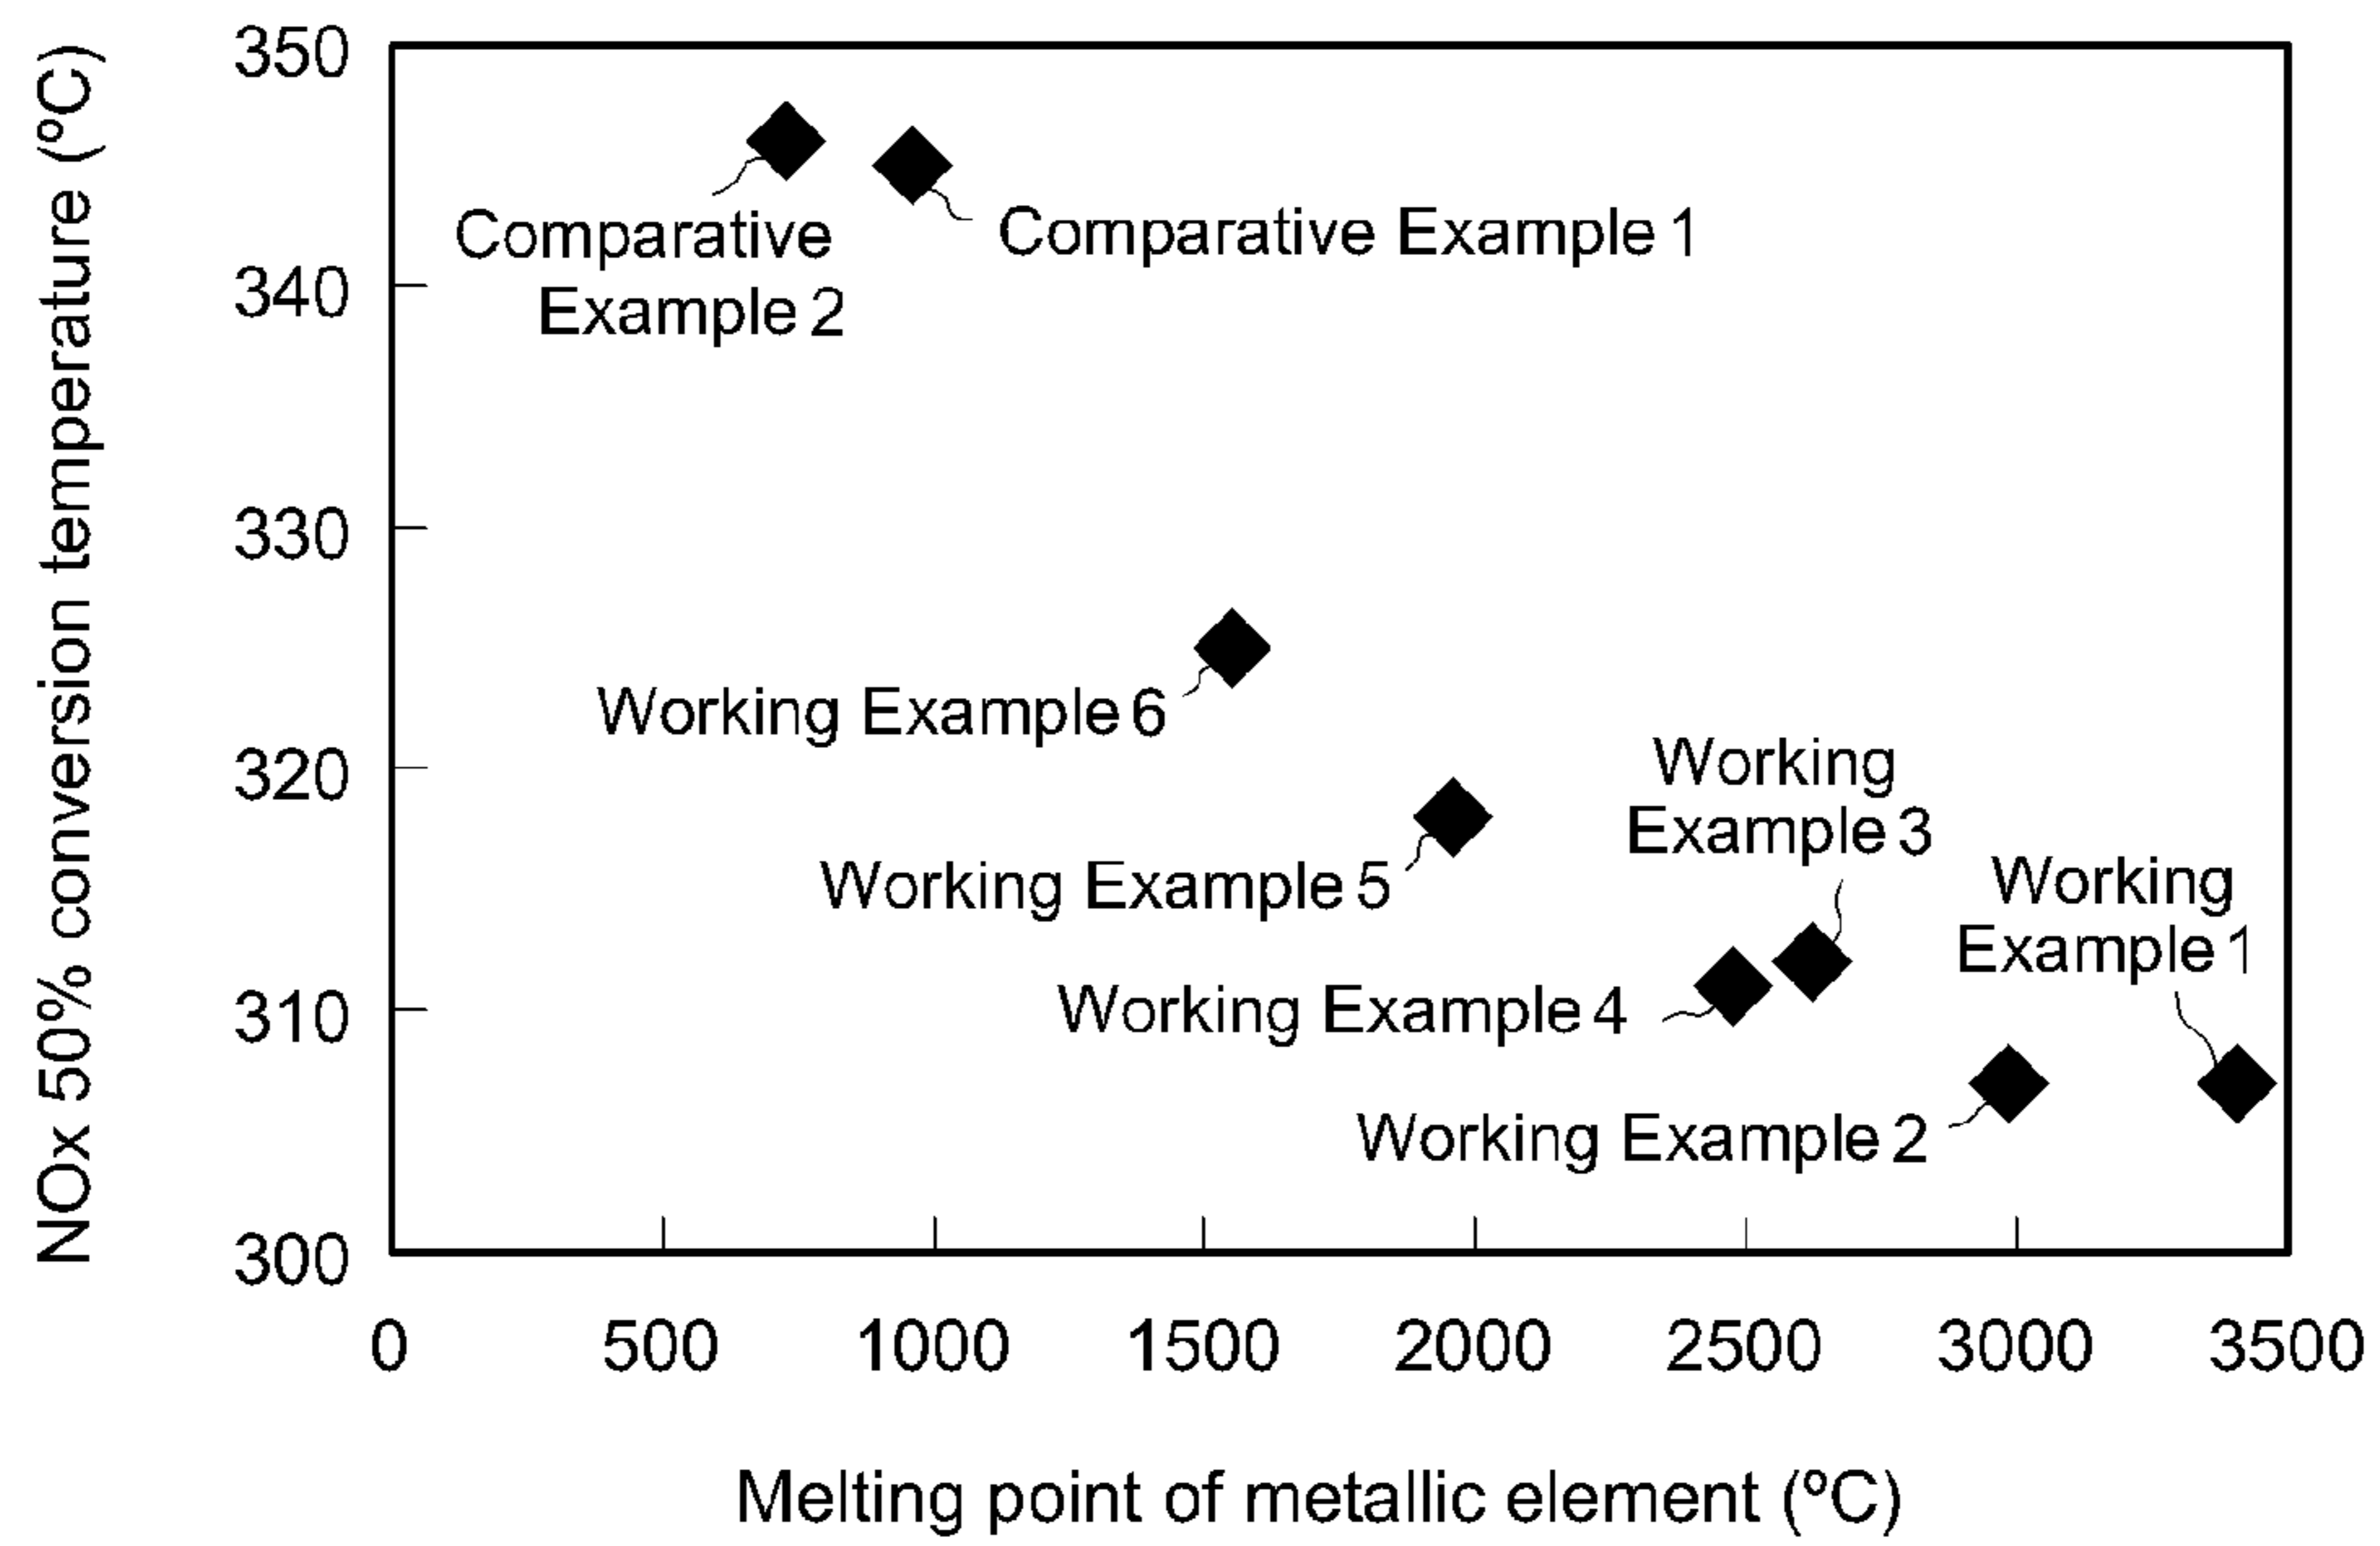 NOx 50% conversion temperature (ºC)
350
340
330
320
310
300
Comparative
Example 2
Comparative Example 1
Working Example 6
Working Example 5
Working
Example 3
Working Example 4
Working
Example 1
Working Example 2
0 500 1000 1500 2000 2500 3000 3500
Melting point of metallic element (ºC)